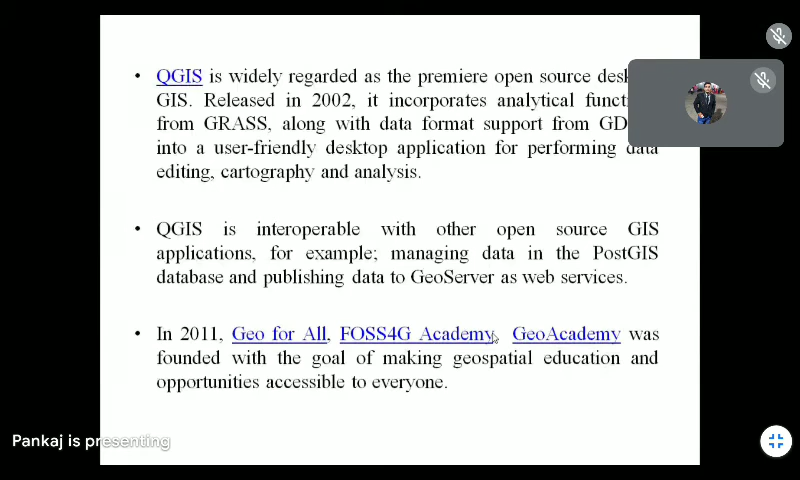 • QGIS is widely regarded as the premiere open source
GIS. Released in 2002, it incorporates analytical
from GRASS, along with data format support from
into a user-friendly desktop application for performing data
editing, cartography and analysis.
• QGIS is interoperable with other open source GIS
applications, for example; managing data in the PostGIS
database and publishing data to GeoServer as web services.
• In 2011, Geo for All, FOSS4G Academy, GeoAcademy was
founded with the goal of making geospatial education and
opportunities accessible to everyone.
Pankaj is presenting